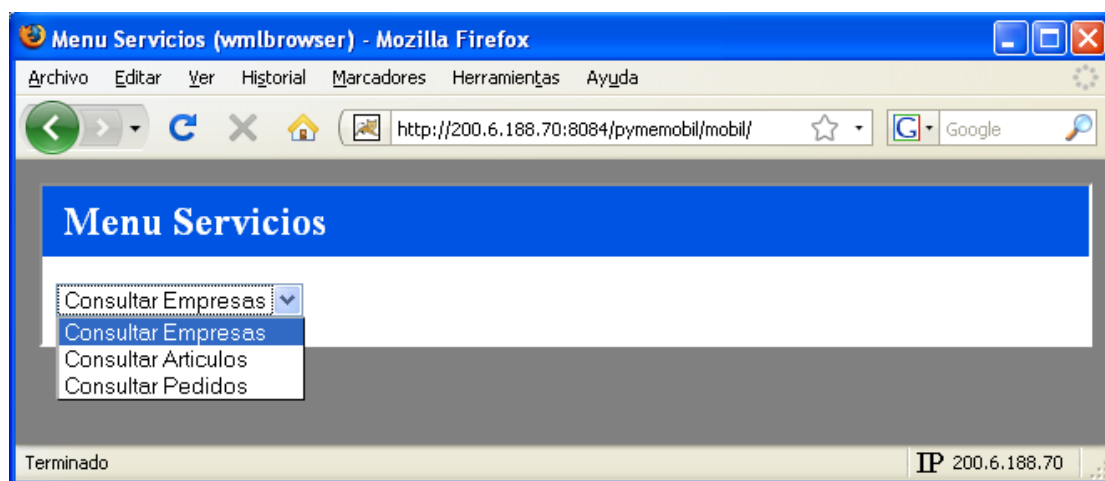 Menu Servicios (wmlbrowser) - Mozilla Firefox
Archivo Editar Ver Historial Marcadores Herramientas Ayuda
http://200.6.188.70:8084/pymemobil/mobil/ G Google
Menu Servicios
Consultar Empresas
Consultar Empresas
Consultar Articulos
Consultar Pedidos
Terminado IP 200.6.188.70